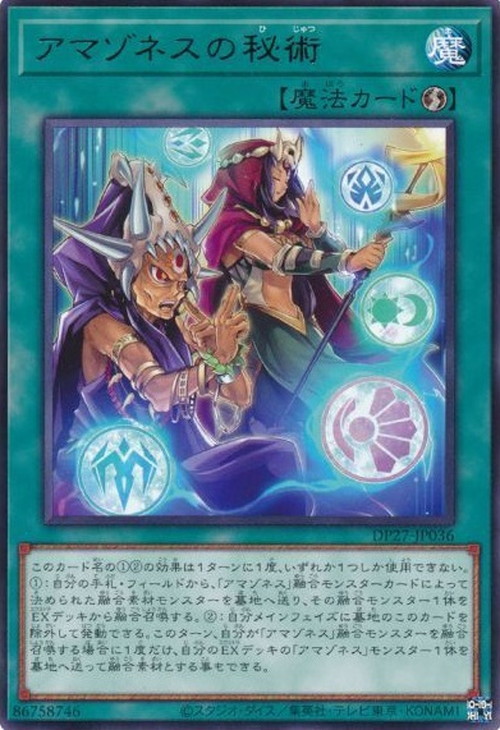 アマゾネスの秘術
魔
【魔法カード】
DP27-JP036
このカード名の①②の効果は1ターンに1度、いずれか1つしか使用できない。
①:自分の手札・フィールドから、「アマゾネス」融合モンスターカードによって
決められた融合素材モンスターを墓地へ送り、その融合モンスター1体を
EXデッキから融合召喚する。②:自分メインフェイズに墓地のこのカードを
除外して発動できる。このターン、自分が「アマゾネス」モンスターを融合
召喚する場合に1度だけ、自分のEXデッキの「アマゾネス」モンスター1体を
墓地へ送って融合素材とする事もできる。
86758746
©スタジオ・ダイス/集英社・テレビ東京・KONAMI